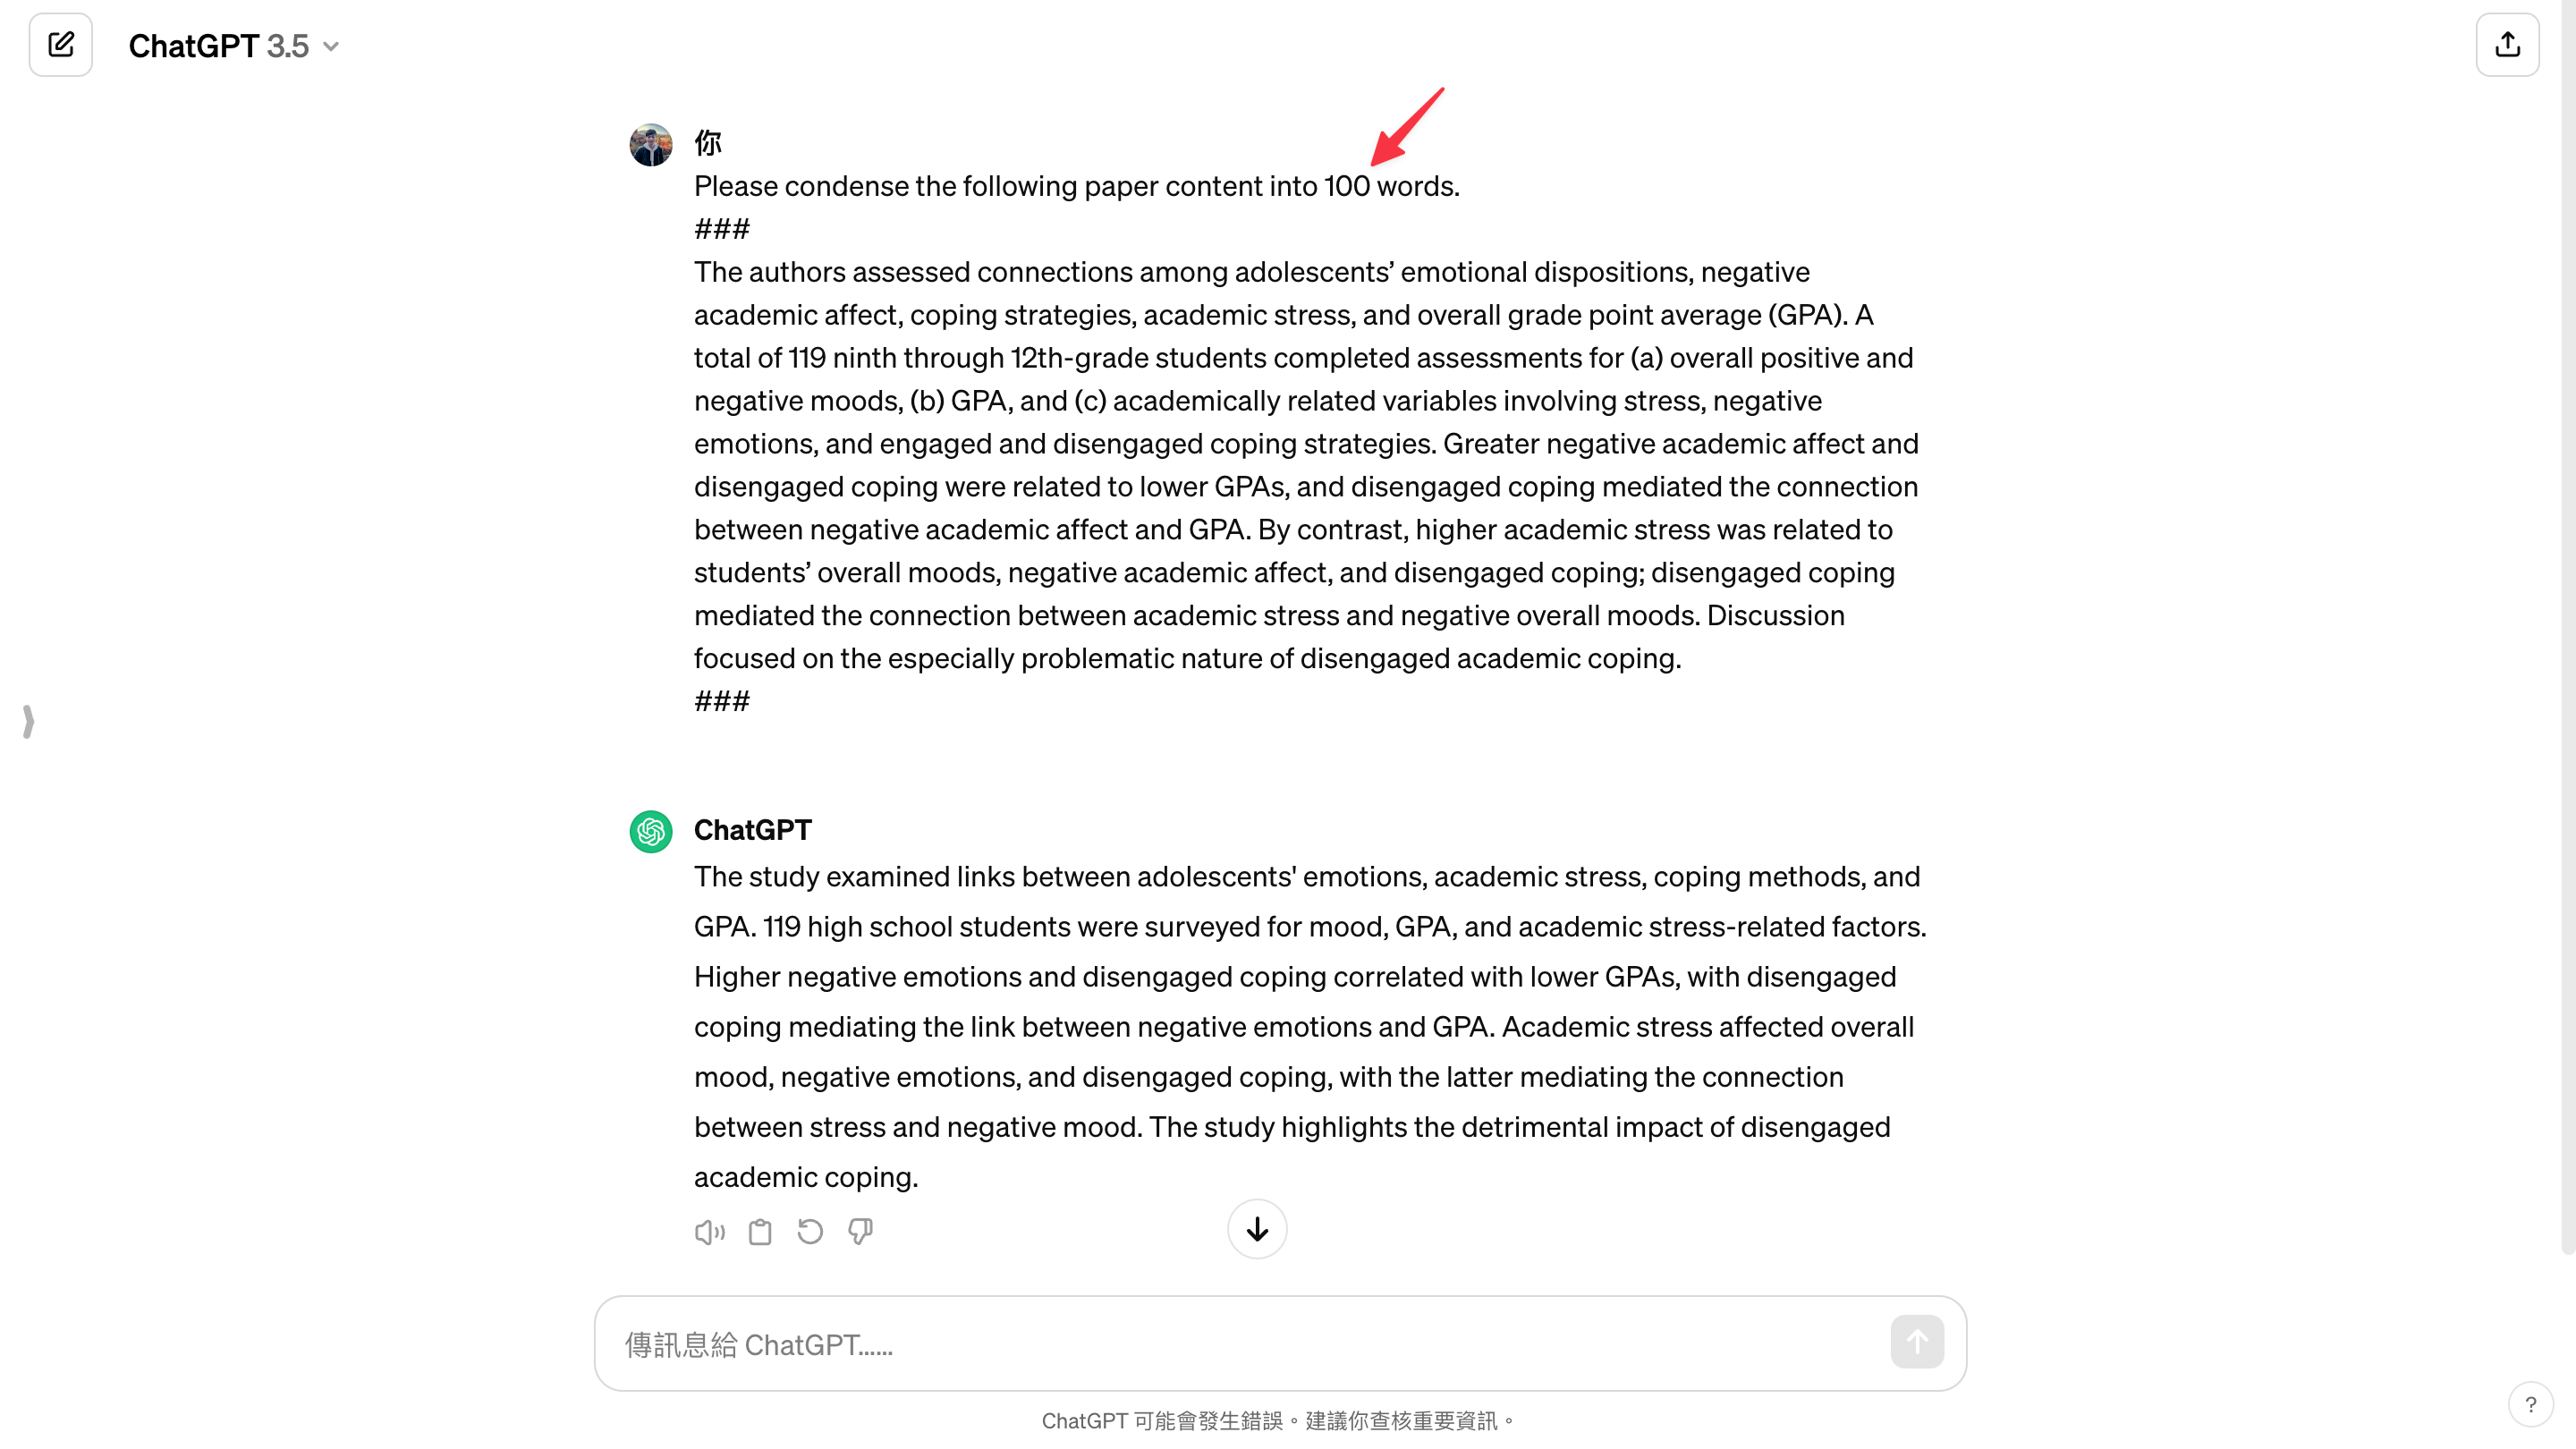 ChatGPT 3.5
你
Please condense the following paper content into 100 words.
###
The authors assessed connections among adolescents’ emotional dispositions, negative
academic affect, coping strategies, academic stress, and overall grade point average (GPA). A
total of 119 ninth through 12th-grade students completed assessments for (a) overall positive and
negative moods, (b) GPA, and (c) academically related variables involving stress, negative
emotions, and engaged and disengaged coping strategies. Greater negative academic affect and
disengaged coping were related to lower GPAs, and disengaged coping mediated the connection
between negative academic affect and GPA. By contrast, higher academic stress was related to
students’ overall moods, negative academic affect, and disengaged coping; disengaged coping
mediated the connection between academic stress and negative overall moods. Discussion
focused on the especially problematic nature of disengaged academic coping.
###
ChatGPT
The study examined links between adolescents' emotions, academic stress, coping methods, and
GPA. 119 high school students were surveyed for mood, GPA, and academic stress-related factors.
Higher negative emotions and disengaged coping correlated with lower GPAs, with disengaged
coping mediating the link between negative emotions and GPA. Academic stress affected overall
mood, negative emotions, and disengaged coping, with the latter mediating the connection
between stress and negative mood. The study highlights the detrimental impact of disengaged
academic coping.
傳訊息給 ChatGPT……
ChatGPT 可能會發生錯誤。建議你查核重要資訊。
?